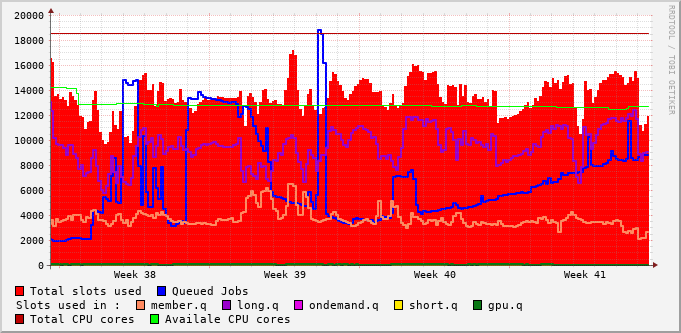 20000
18000
16000
14000
12000
10000
8000
6000
4000
2000
0
Week 38 Week 39 Week 40 Week 41
RRDTOOL / TOBI OETIKER
Total slots used Queued Jobs
Slots used in : member.q long.q ondemand.q short.q gpu.q
Total CPU cores Availale CPU cores